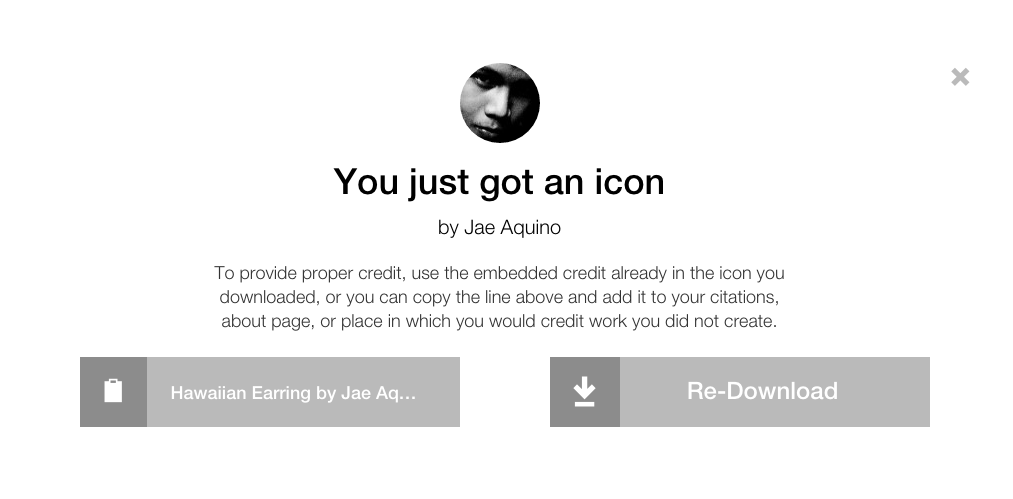 You just got an icon
by Jae Aquino
To provide proper credit, use the embedded credit already in the icon you
downloaded, or you can copy the line above and add it to your citations,
about page, or place in which you would credit work you did not create.
Hawaiian Earring by Jae Aq...
Re-Download